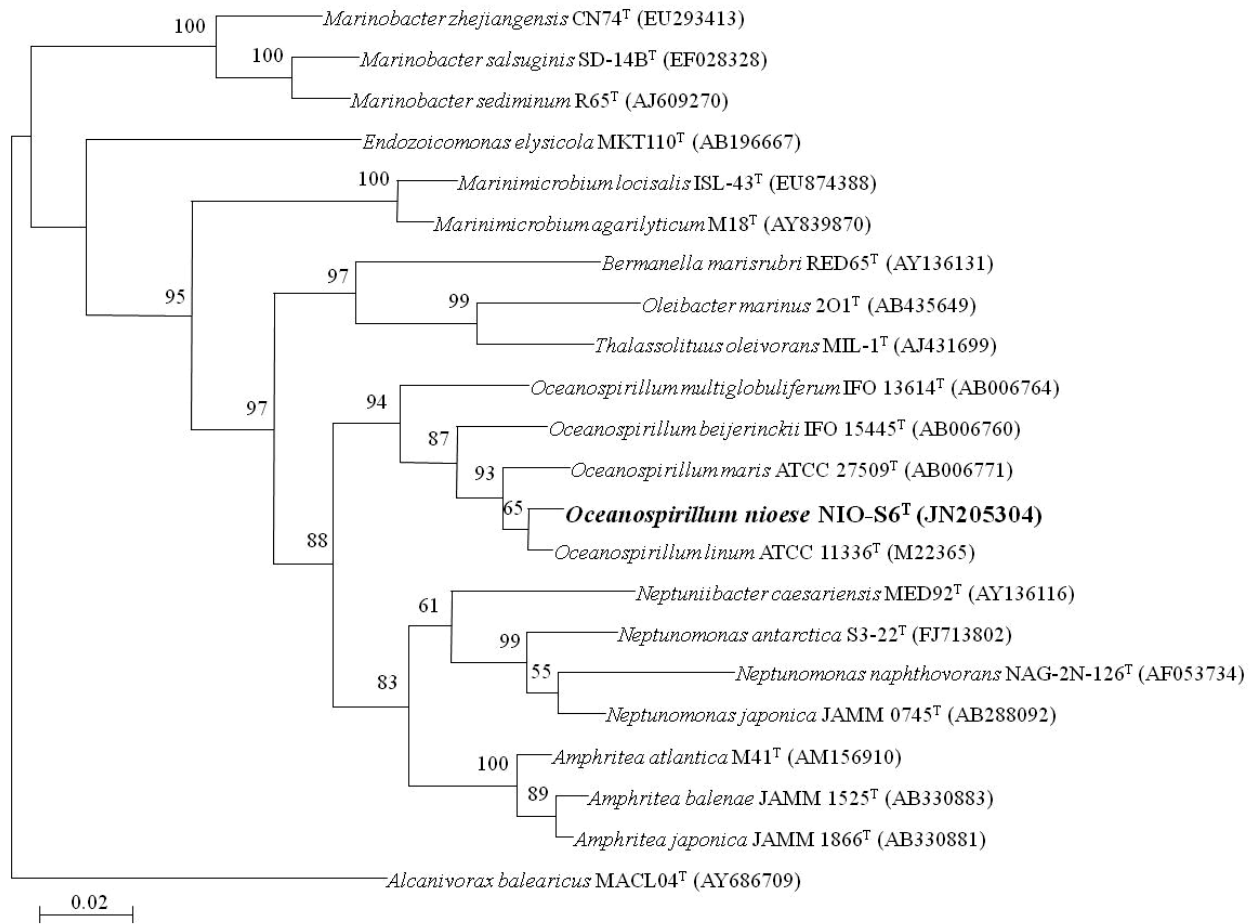 Marinobacter zhejiangensis CN74ᵀ (EU293413)
100
Marinobacter salsuginis SD-14Bᵀ (EF028328)
100
Marinobacter sediminum R65ᵀ (AJ609270)
Endozoicomonas elysicola MKT110ᵀ (AB196667)
Marinimicrobium locisalis ISL-43ᵀ (EU874388)
100
Marinimicrobium agarilyticum M18ᵀ (AY839870)
Bermanella marisrubri RED65ᵀ (AY136131)
97
95
Oleibacter marinus 2O1ᵀ (AB435649)
99
Thalassolituus oleivorans MIL-1ᵀ (AJ431699)
Oceanospirillum multiglobuliferum IFO 13614ᵀ (AB006764)
97
94
Oceanospirillum beijerinckii IFO 15445ᵀ (AB006760)
87
Oceanospirillum maris ATCC 27509ᵀ (AB006771)
93
65
Oceanospirillum nioese NIO-S6ᵀ (JN205304)
88
Oceanospirillum linum ATCC 11336ᵀ (M22365)
Neptuniibacter caesariensis MED92ᵀ (AY136116)
61
Neptunomonas antarctica S3-22ᵀ (FJ713802)
99
55
Neptunomonas naphthovorans NAG-2N-126ᵀ (AF053734)
83
Neptunomonas japonica JAMM 0745ᵀ (AB288092)
Amphritea atlantica M41ᵀ (AM156910)
100
89
Amphritea balenae JAMM 1525ᵀ (AB330883)
Amphritea japonica JAMM 1866ᵀ (AB330881)
Alcanivorax balearicus MACL04ᵀ (AY686709)
0.02